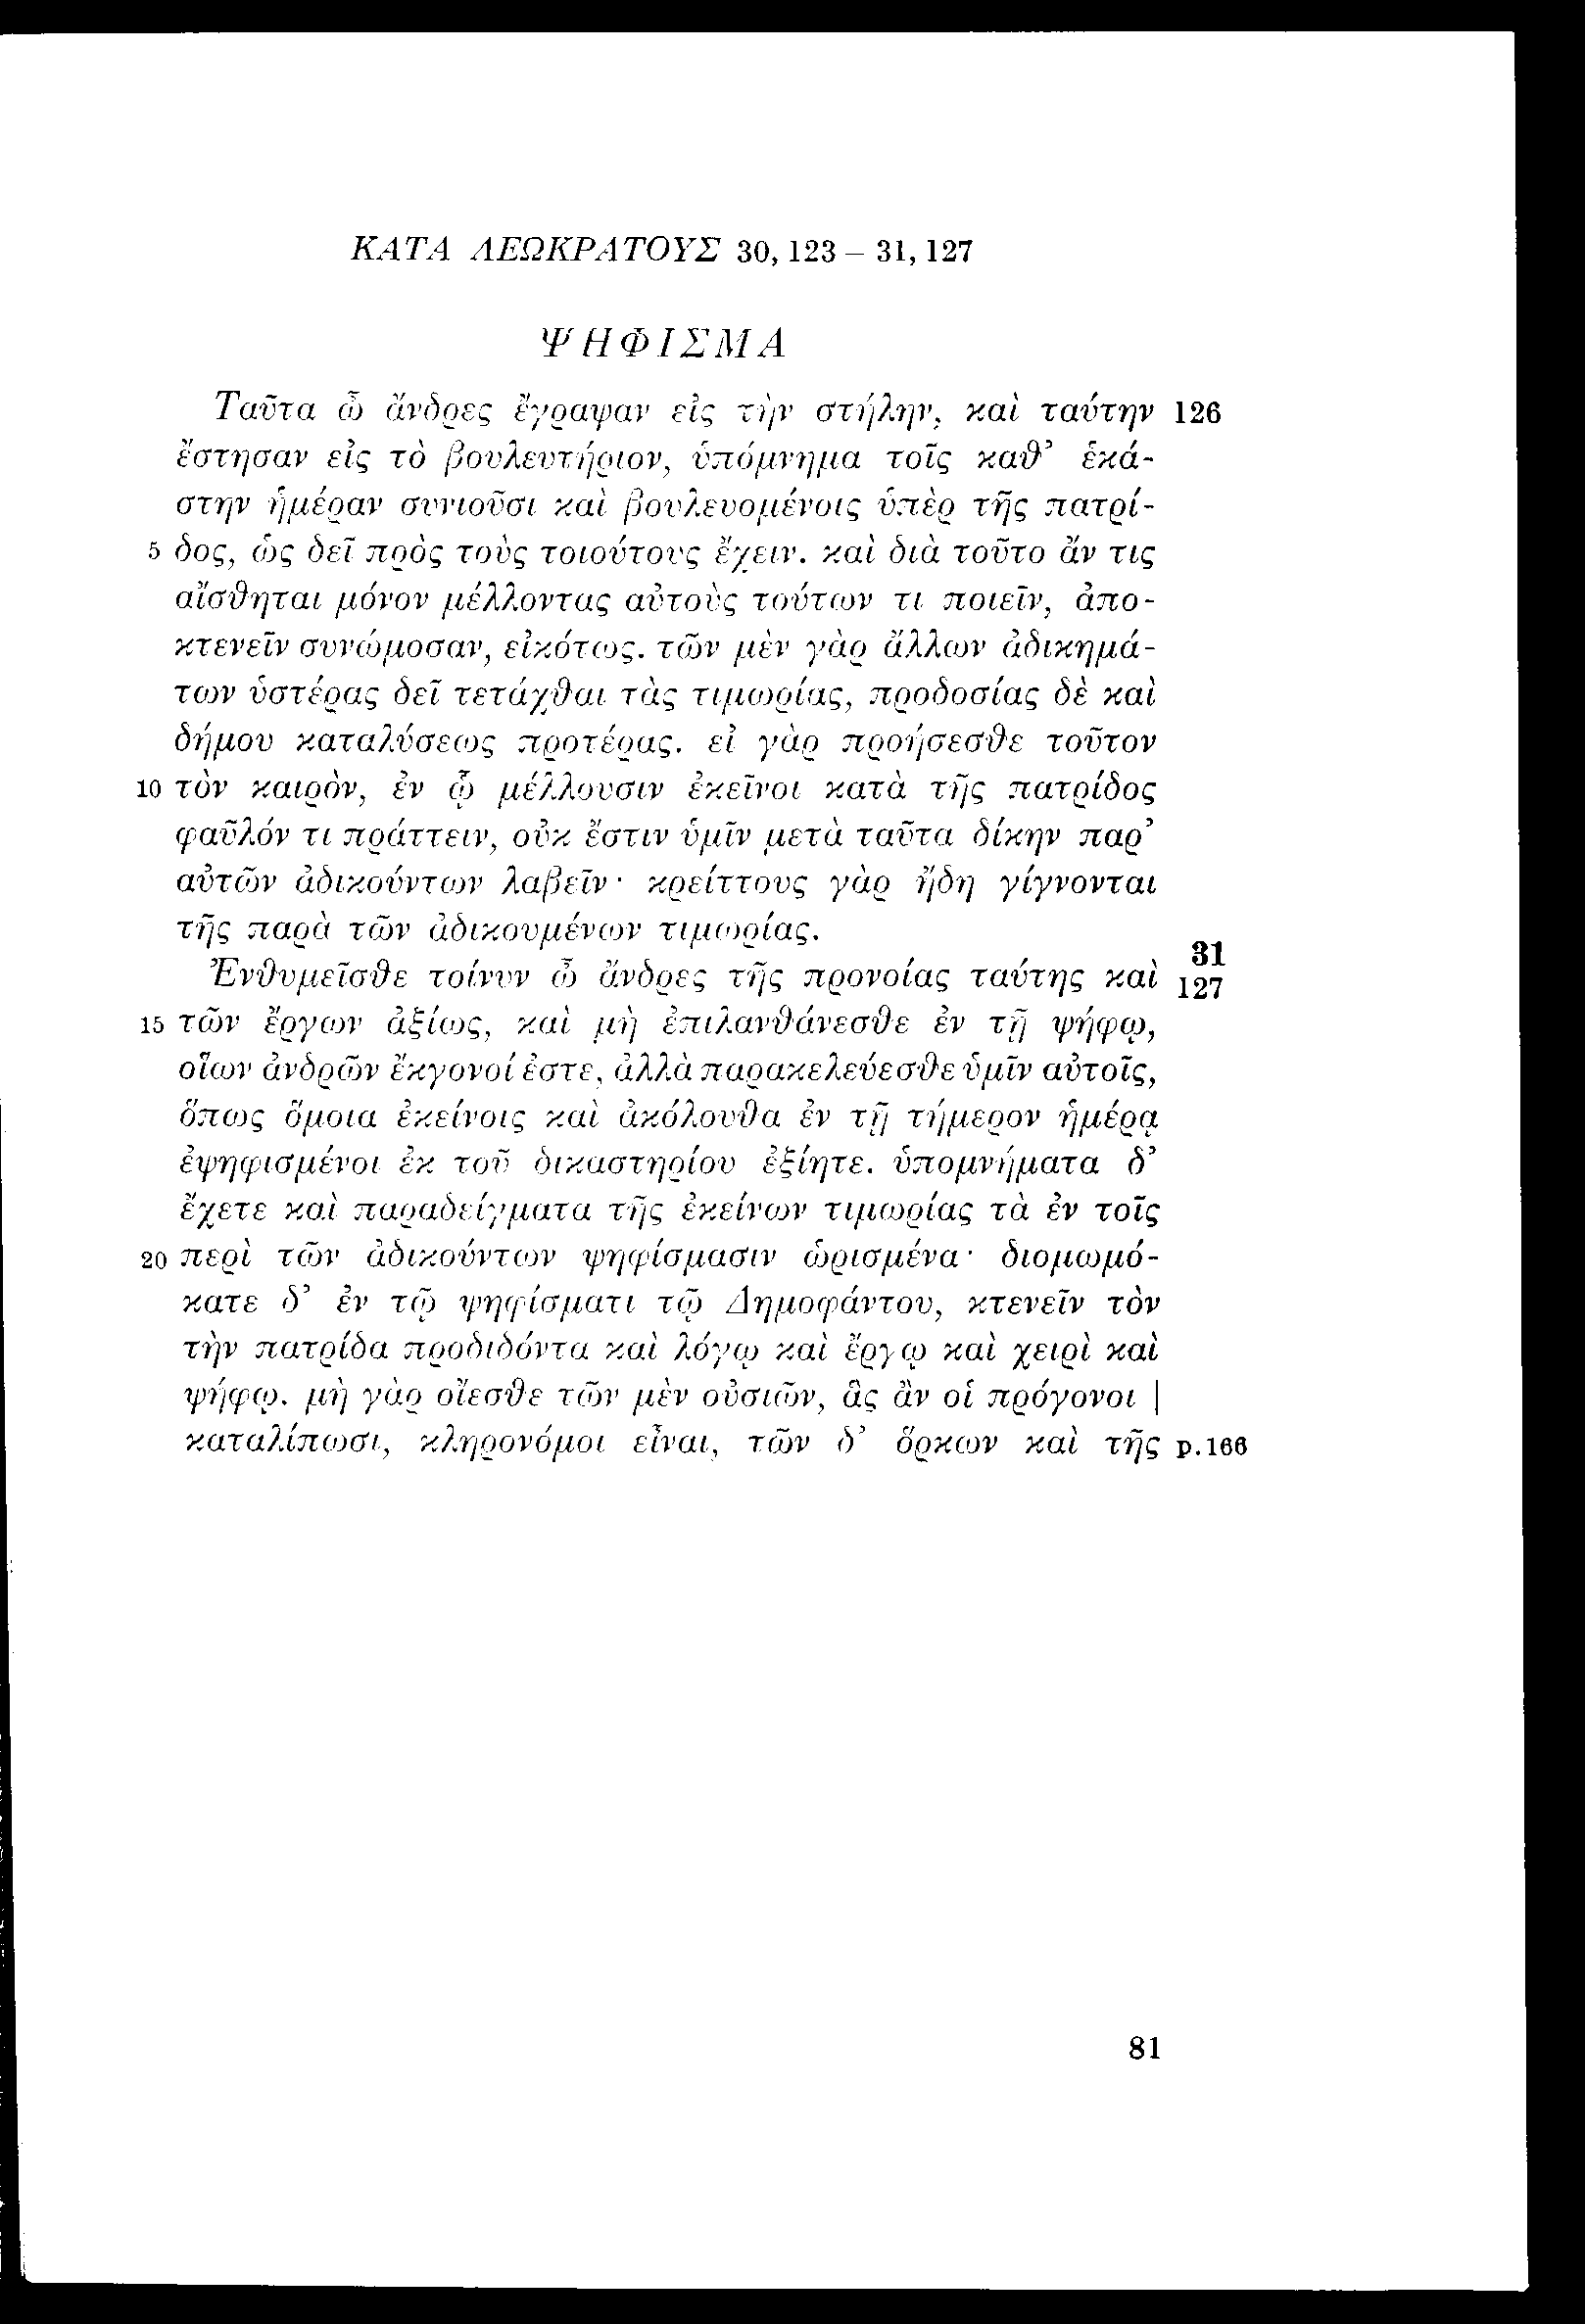 ΚΑΤΑ ΛΕΩΚΡΑΤΟΥΣ 30, 123 – 31, 127
ΨΗΦΙΣΜΑ
Ταῦτα ὦ ἄνδρες ἔγραψαν εἰς τὴν στήλην, καὶ ταύτην 126
ἔστησαν εἰς τὸ βουλευτήριον, ὑπόμνημα τοῖς καθ’ ἑκά-
στην ἡμέραν συνιοῦσι καὶ βουλευομένοις ὑπὲρ τῆς πατρί-
5 δος, ὡς δεῖ πρὸς τοὺς τοιούτους ἔχειν. καὶ διὰ τοῦτο ἄν τις
αἴσθηται μόνον μέλλοντας αὐτοὺς τούτων τι ποιεῖν, ἀπο-
κτενεῖν συνώμοσαν, εἰκότως. τῶν μὲν γὰρ ἄλλων ἀδικημά-
των ὑστέρας δεῖ τετάχθαι τὰς τιμωρίας, προδοσίας δὲ καὶ
δήμου καταλύσεως προτέρας. εἰ γὰρ προήσεσθε τοῦτον
10 τὸν καιρὸν, ἐν ᾧ μέλλουσιν ἐκεῖνοι κατὰ τῆς πατρίδος
φαῦλόν τι πράττειν, οὐκ ἔστιν ὑμῖν μετὰ ταῦτα δίκην παρ’
αὐτῶν ἀδικούντων λαβεῖν· κρείττους γὰρ ἤδη γίγνονται
τῆς παρὰ τῶν ἀδικουμένων τιμωρίας.
31
Ἐνθυμεῖσθε τοίνυν ὦ ἄνδρες τῆς προνοίας ταύτης καὶ 127
15 τῶν ἔργων ἀξίως, καὶ μὴ ἐπιλανθάνεσθε ἐν τῇ ψήφῳ,
οἵων ἀνδρῶν ἔκγονοί ἐστε, ἀλλὰ παρακελεύεσθε ὑμῖν αὐτοῖς,
ὅπως ὅμοια ἐκείνοις καὶ ἀκόλουθα ἐν τῇ τήμερον ἡμέρᾳ
ἐψηφισμένοι ἐκ τοῦ δικαστηρίου ἐξίητε. ὑπομνήματα δ’
ἔχετε καὶ παραδείγματα τῆς ἐκείνων τιμωρίας τὰ ἐν τοῖς
20 περὶ τῶν ἀδικούντων ψηφίσμασιν ὡρισμένα· διομωμό-
κατε δ’ ἐν τῷ ψηφίσματι τῷ Δημοφάντου, κτενεῖν τὸν
τὴν πατρίδα προδιδόντα καὶ λόγῳ καὶ ἔργῳ καὶ χειρὶ καὶ
ψήφῳ. μὴ γὰρ οἴεσθε τῶν μὲν οὐσιῶν, ἃς ἂν οἱ πρόγονοι |
καταλίπωσι, κληρονόμοι εἶναι, τῶν δ’ ὅρκων καὶ τῆς p.166
81